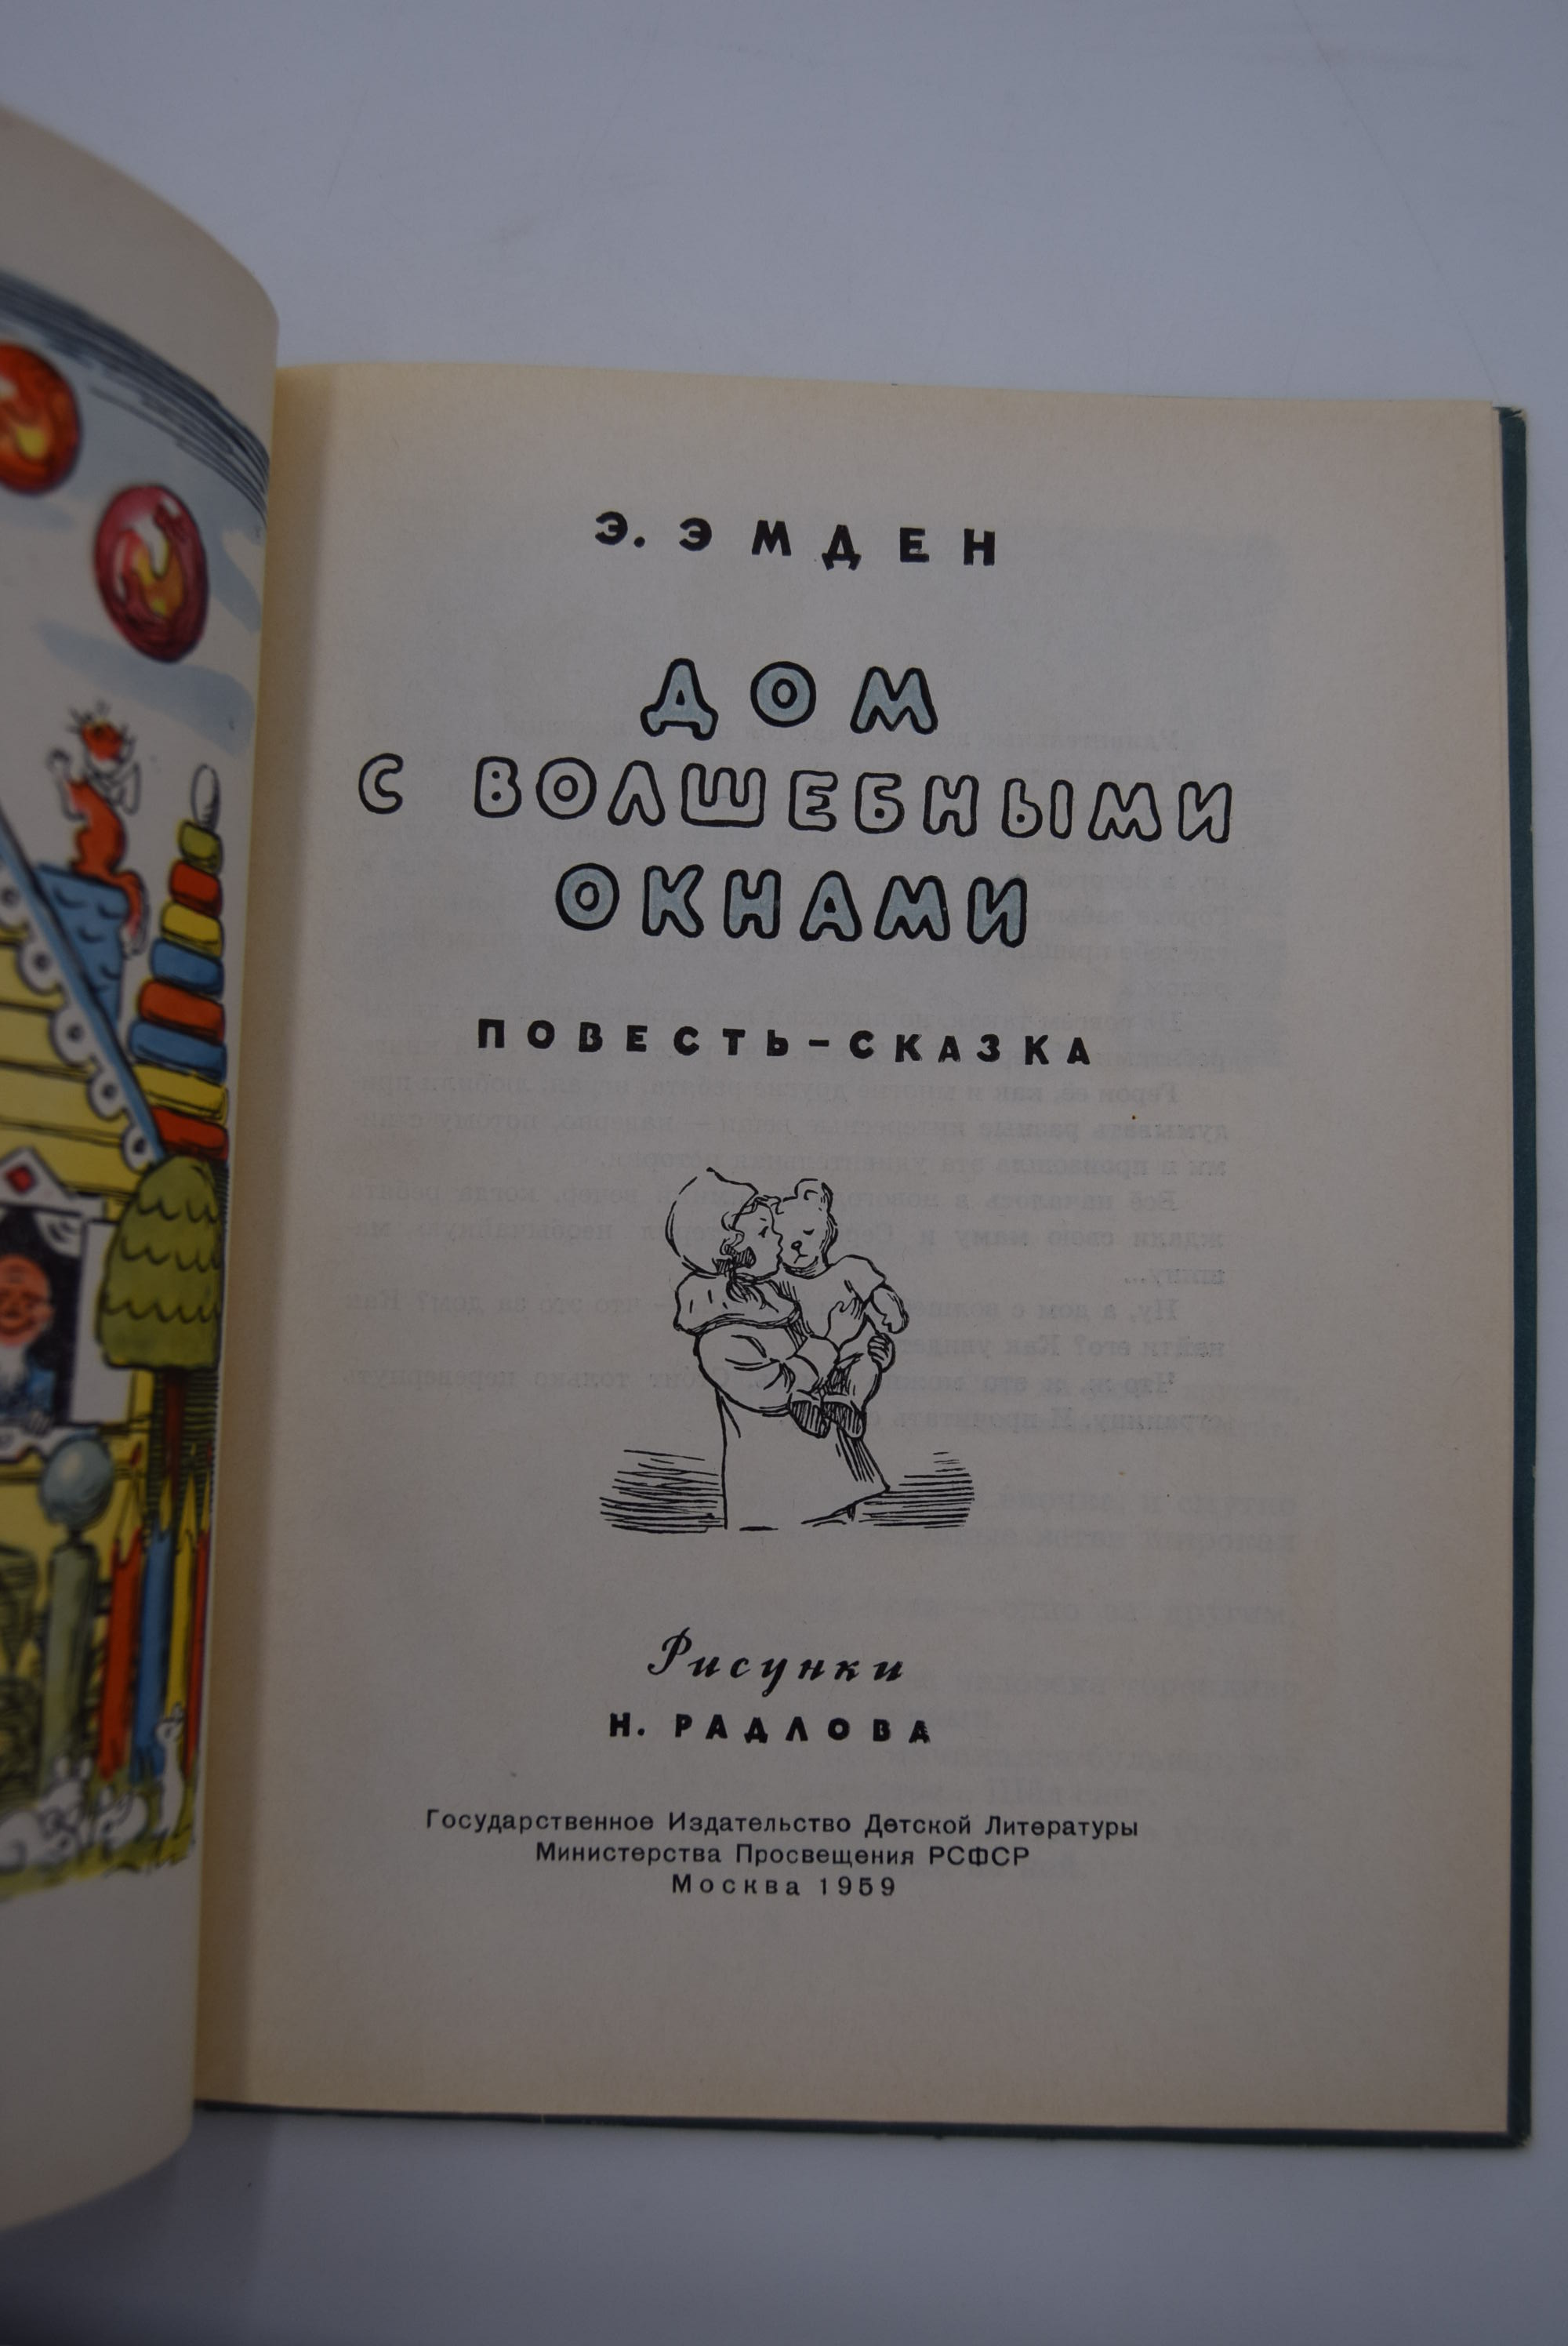 Э. ЭМДЕН
ДОМ
С ВОЛШЕБНЫМИ
ОКНАМИ
ПОВЕСТЬ-СКАЗКА
Рисунки
Н. РАДЛОВА
Государственное Издательство Детской Литературы
Министерства Просвещения РСФСР
Москва 1959